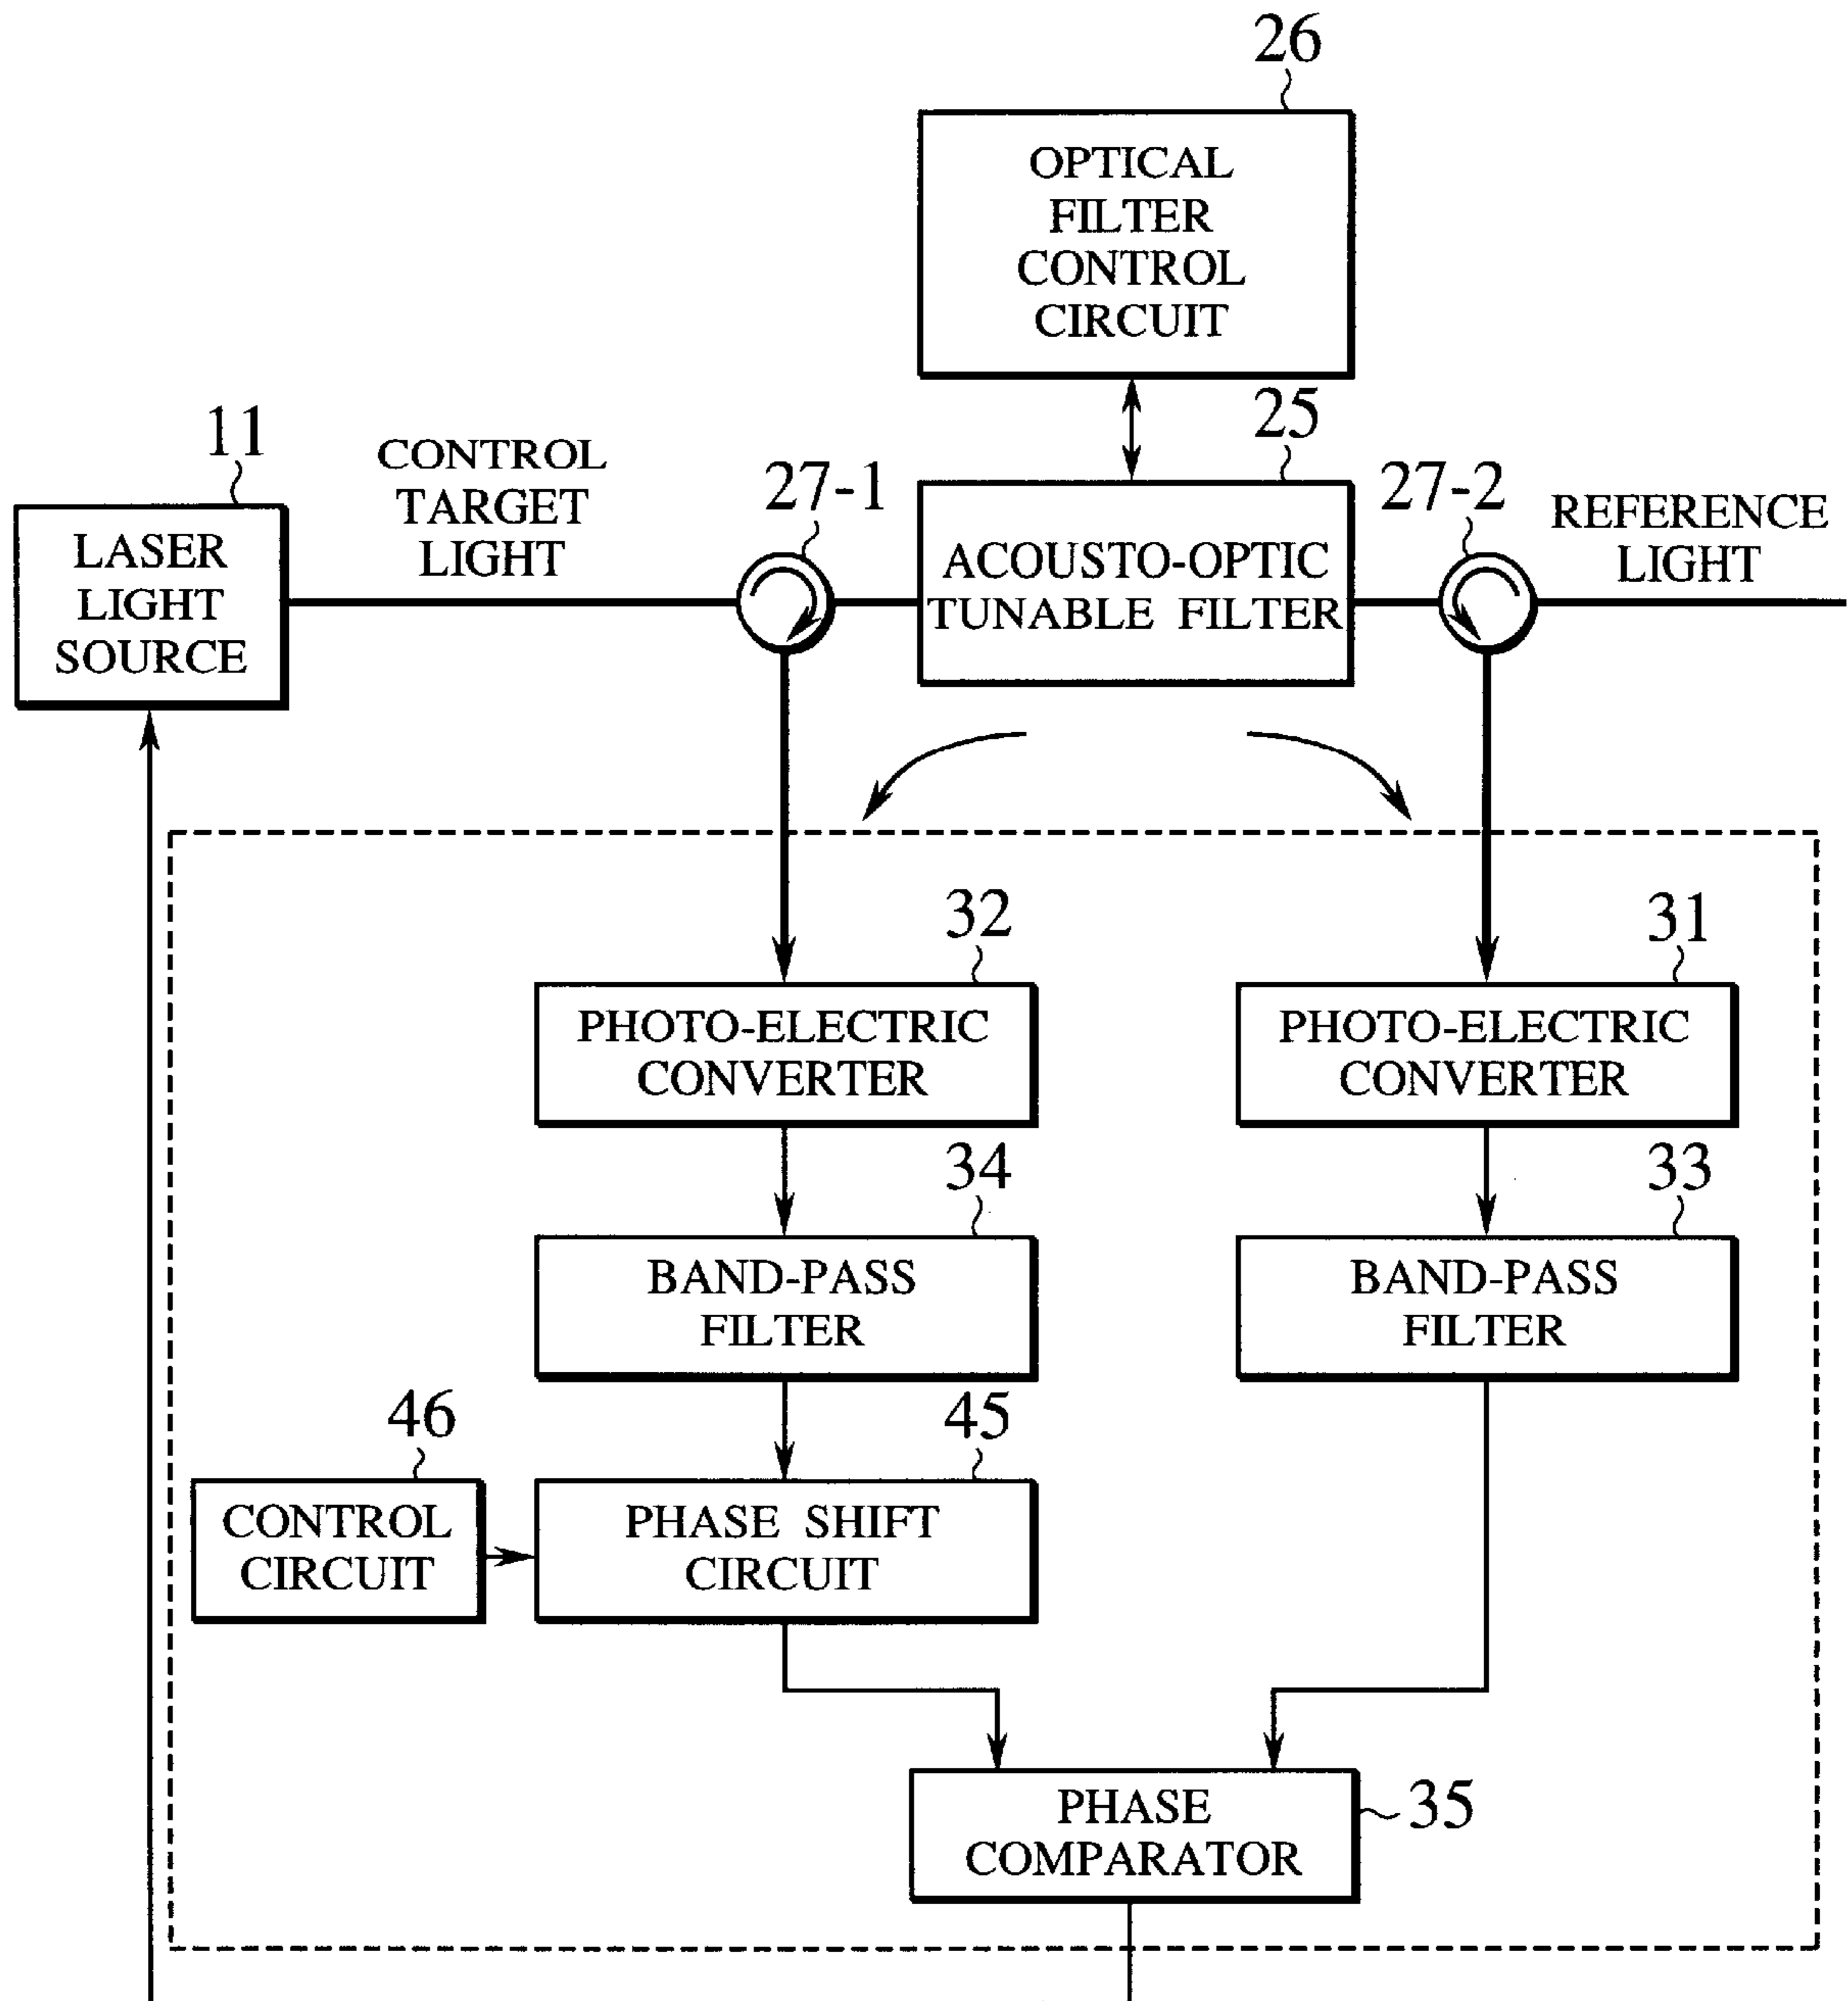 26
OPTICAL
FILTER
CONTROL
CIRCUIT
11
CONTROL
TARGET
LIGHT
27-1
25
27-2
REFERENCE
LIGHT
LASER
LIGHT
SOURCE
ACOUSTO-OPTIC
TUNABLE FILTER
32
31
PHOTO-ELECTRIC
CONVERTER
PHOTO-ELECTRIC
CONVERTER
34
33
BAND-PASS
FILTER
BAND-PASS
FILTER
46
45
CONTROL
CIRCUIT
PHASE SHIFT
CIRCUIT
PHASE
COMPARATOR
35